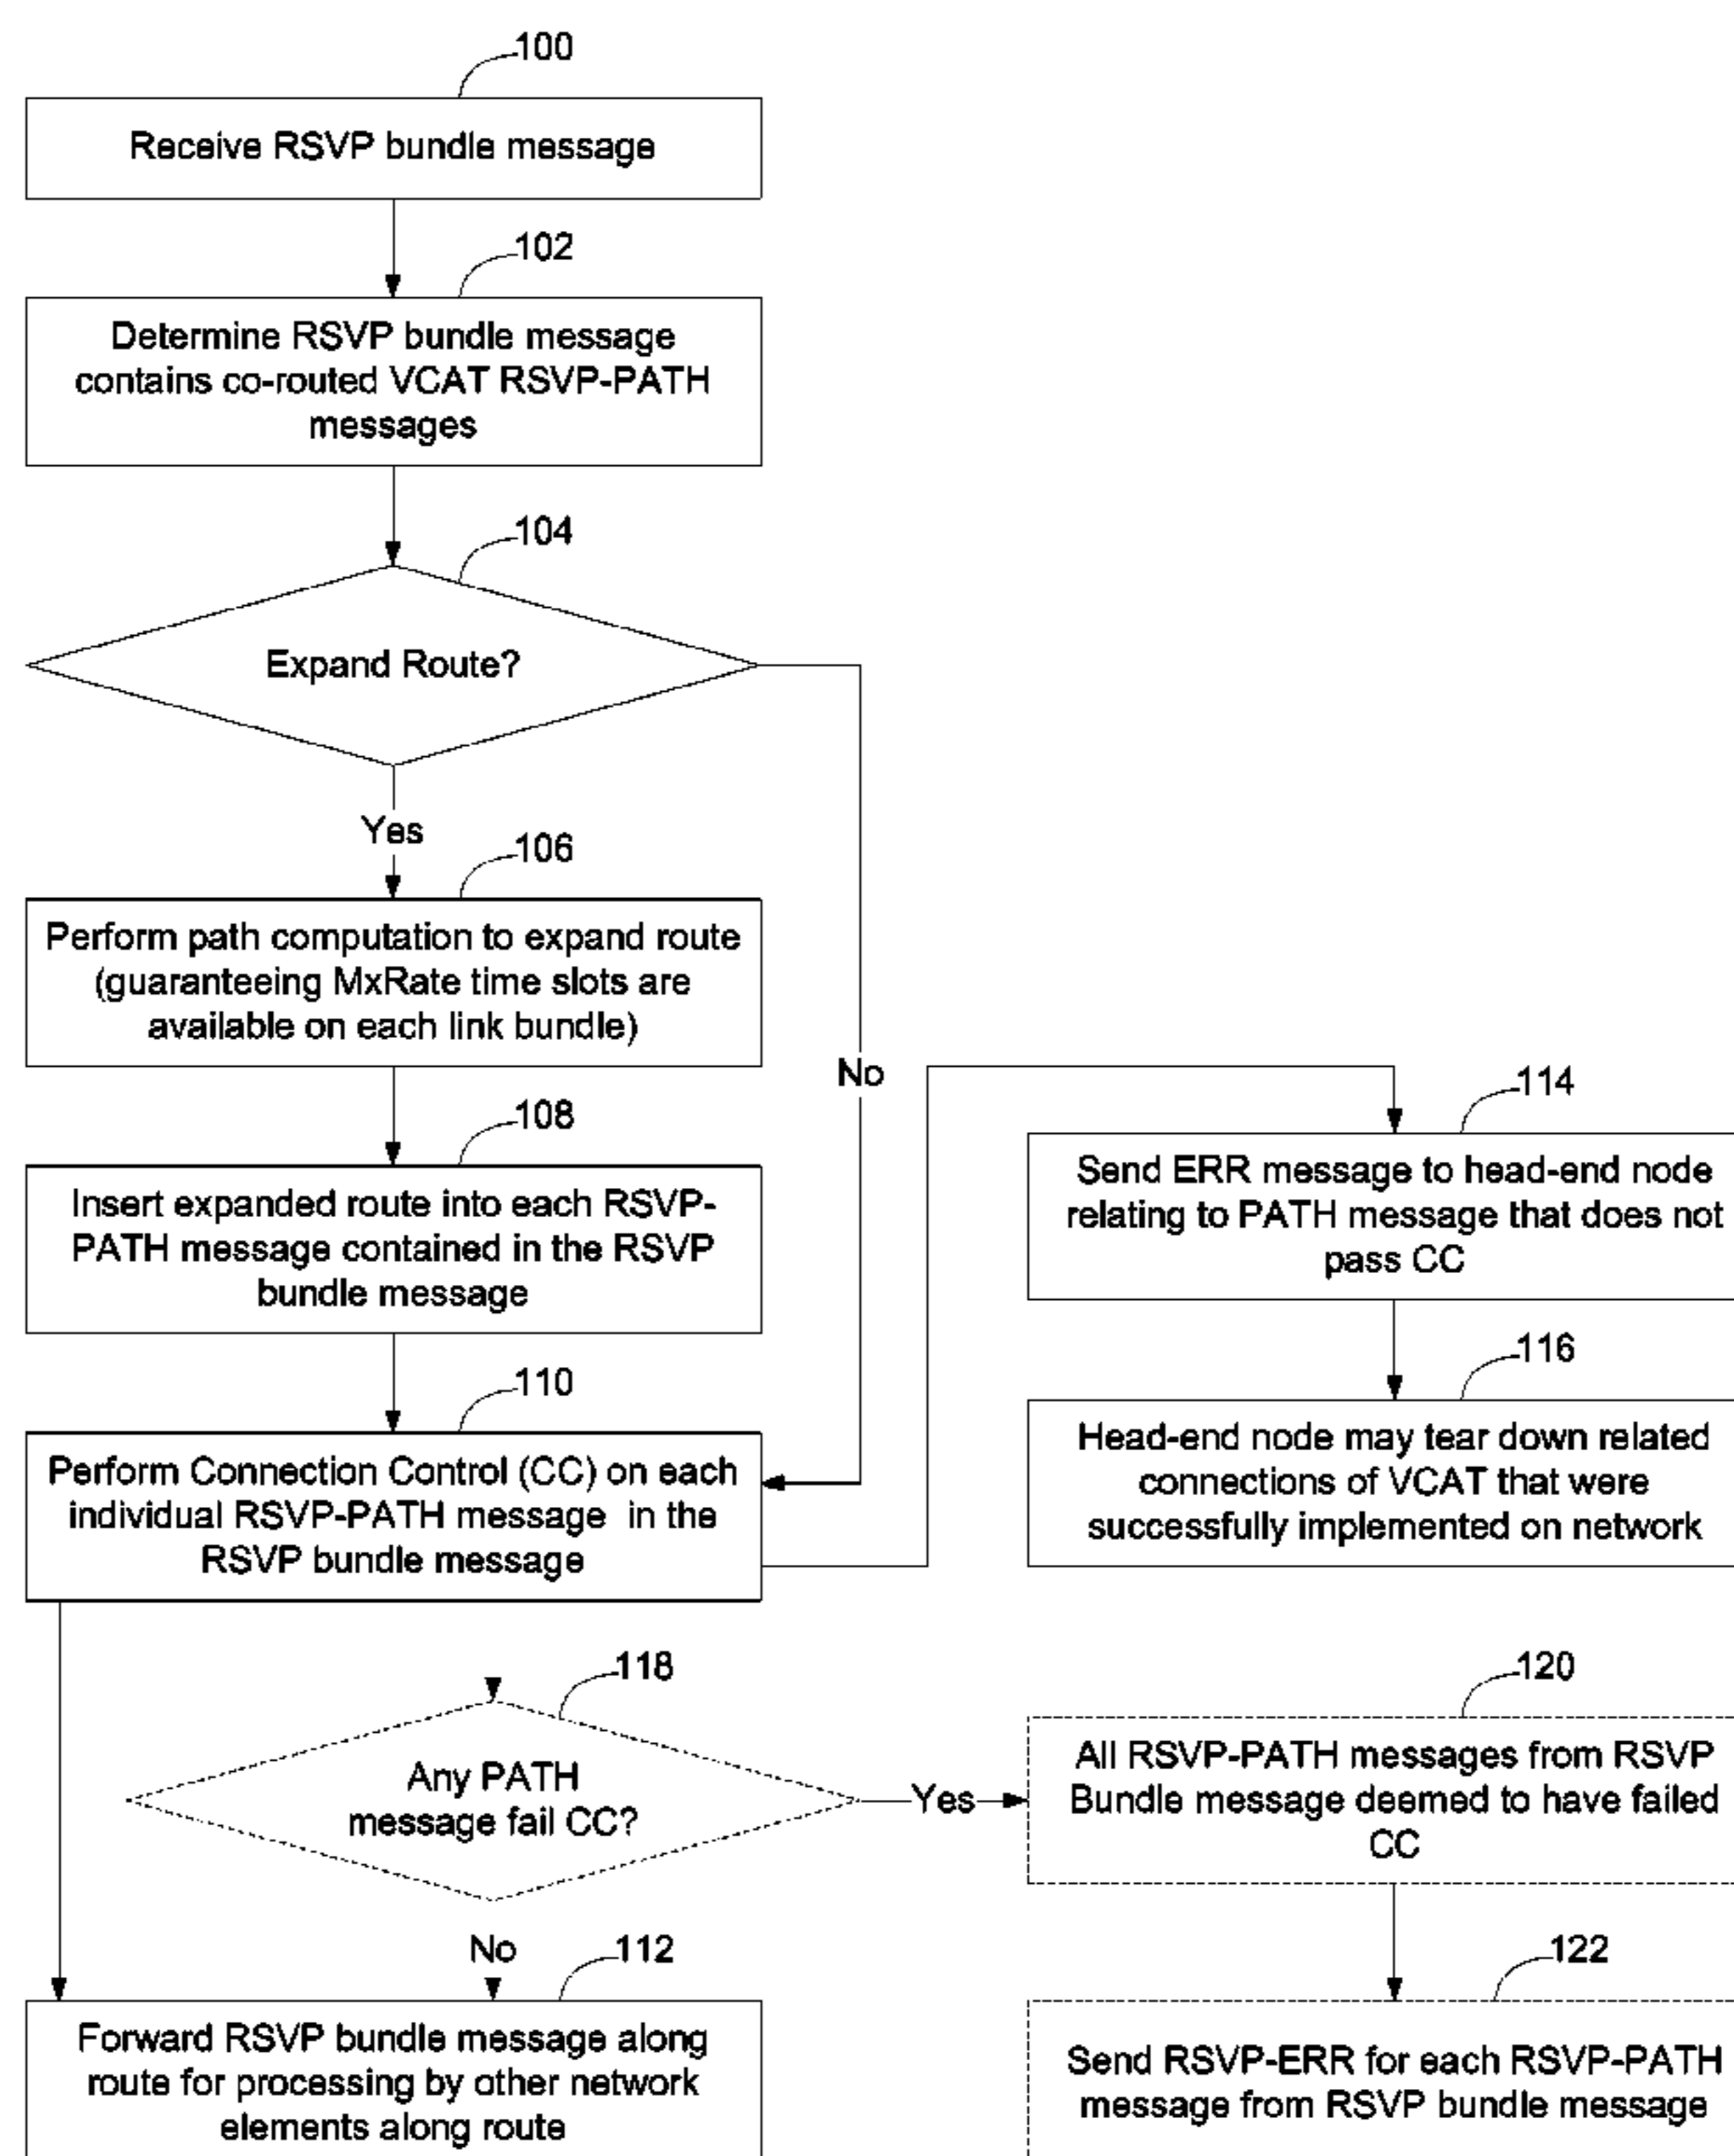 100
Receive RSVP bundle message
102
Determine RSVP bundle message
contains co-routed VCAT RSVP-PATH
messages
104
Expand Route?
Yes
106
Perform path computation to expand route
(guaranteeing MxRate time slots are
available on each link bundle)
No
108
Insert expanded route into each RSVP-
PATH message contained in the RSVP
bundle message
110
Perform Connection Control (CC) on each
individual RSVP-PATH message in the
RSVP bundle message
114
Send ERR message to head-end node
relating to PATH message that does not
pass CC
116
Head-end node may tear down related
connections of VCAT that were
successfully implemented on network
118
Any PATH
message fail CC?
Yes
120
All RSVP-PATH messages from RSVP
Bundle message deemed to have failed
CC
No
112
Forward RSVP bundle message along
route for processing by other network
elements along route
122
Send RSVP-ERR for each RSVP-PATH
message from RSVP bundle message